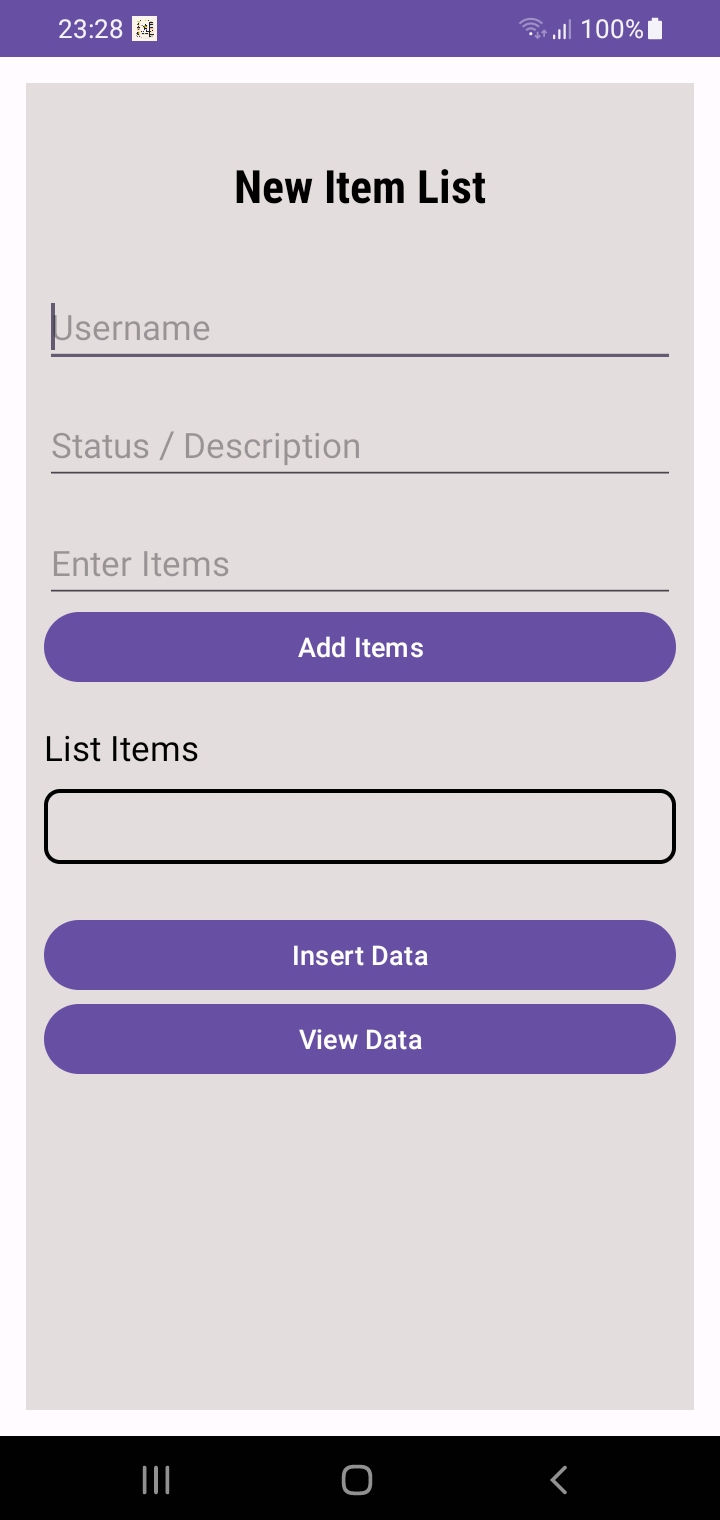 23:28 100%
New Item List
Username
Status / Description
Enter Items
Add Items
List Items
Insert Data
View Data